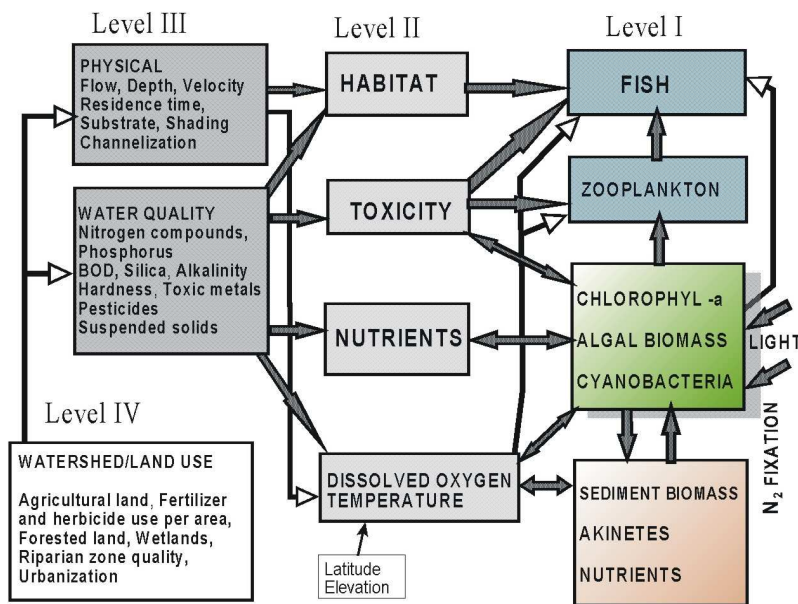 Level III
Level II
Level I
PHYSICAL
Flow, Depth, Velocity
Residence time,
Substrate, Shading
Channelization
HABITAT
FISH
WATER QUALITY
Nitrogen compounds,
Phosphorus
BOD, Silica, Alkalinity
Hardness, Toxic metals
Pesticides
Suspended solids
TOXICITY
ZOOPLANKTON
NUTRIENTS
CHLOROPHYL -a
ALGAL BIOMASS
CYANOBACTERIA
LIGHT
N2 FIXATION
Level IV
WATERSHED/LAND USE
Agricultural land, Fertilizer
and herbicide use per area,
Forested land, Wetlands,
Riparian zone quality,
Urbanization
DISSOLVED OXYGEN
TEMPERATURE
Latitude
Elevation
SEDIMENT BIOMASS
AKINETES
NUTRIENTS